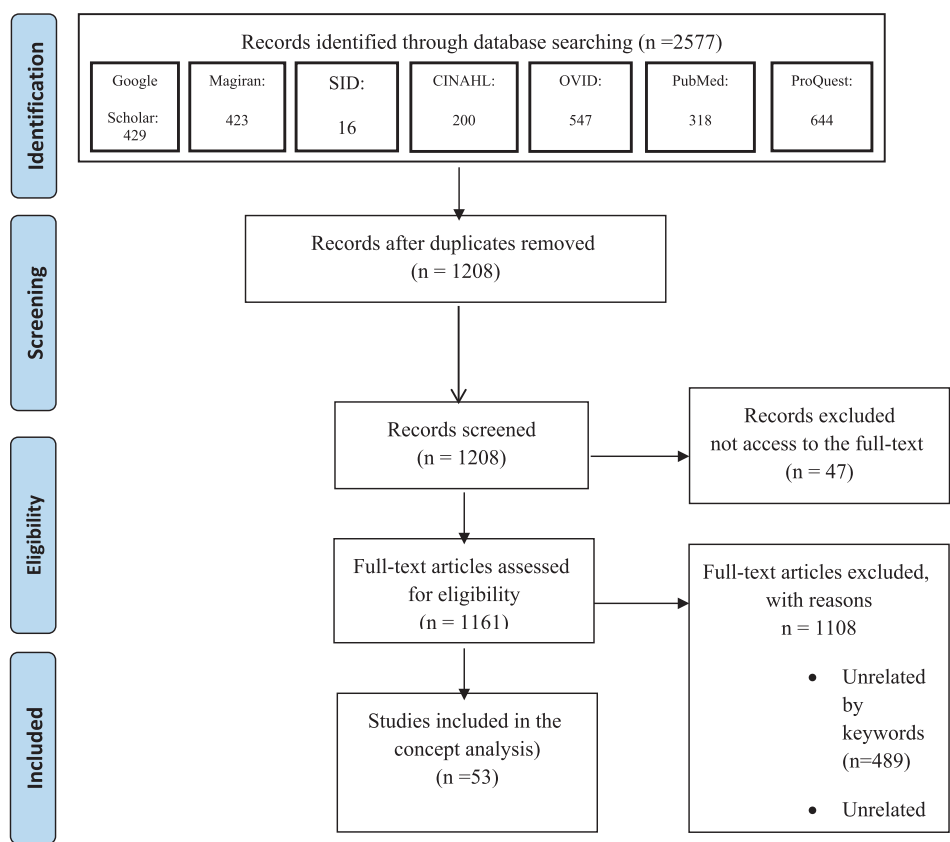 Identification
Records identified through database searching (n =2577)
Google
Scholar:
429
Magiran:
423
SID:
16
CINAHL:
200
OVID:
547
PubMed:
318
ProQuest:
644
Screening
Records after duplicates removed
(n = 1208)
Records screened
(n = 1208)
Records excluded
not access to the full-text
(n = 47)
Eligibility
Full-text articles assessed
for eligibility
(n = 1161)
Full-text articles excluded,
with reasons
n = 1108
• Unrelated
by
keywords
(n=489)
• Unrelated
Included
Studies included in the
concept analysis)
(n =53)